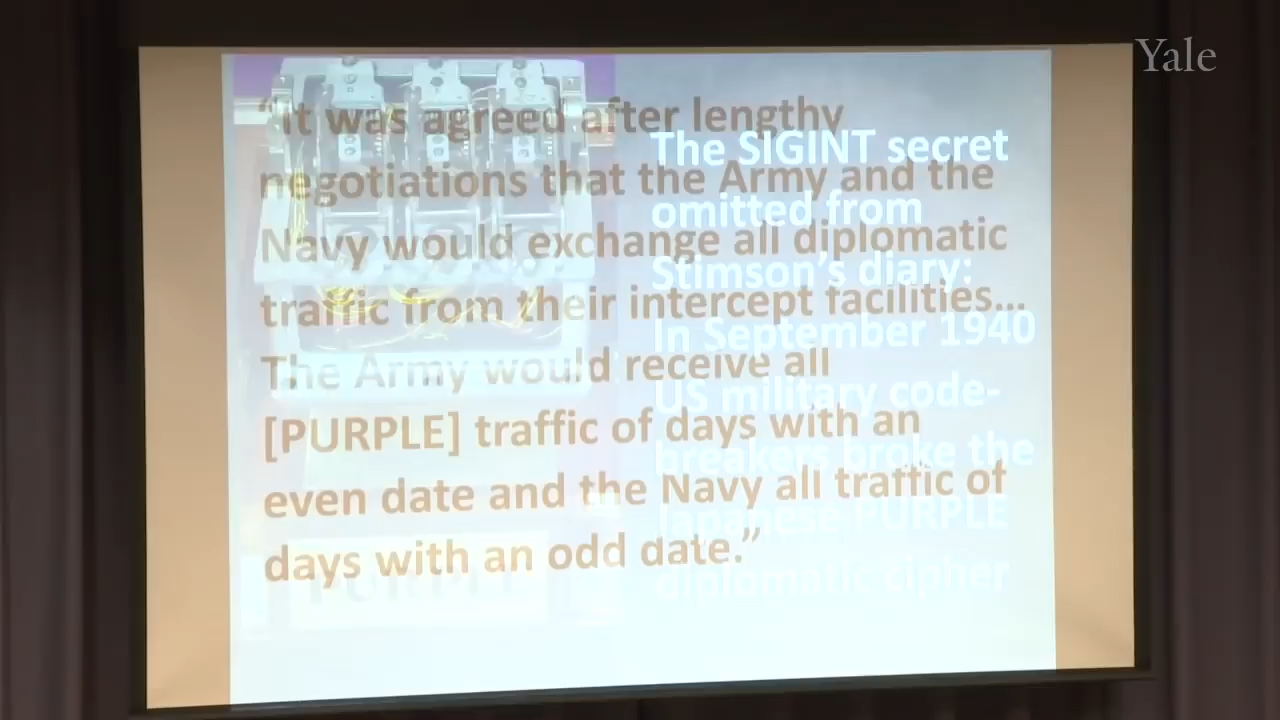 Yale
“It was agreed after lengthy
negotiations that the Army and the
Navy would exchange all diplomatic
traffic from their intercept facilities...
The Army would receive all
[PURPLE] traffic of days with an
even date and the Navy all traffic of
days with an odd date.”
The SIGINT secret
omitted from
Stimson’s diary:
In September 1940
US military code-
breakers broke the
Japanese PURPLE
diplomatic cipher
PURPLE